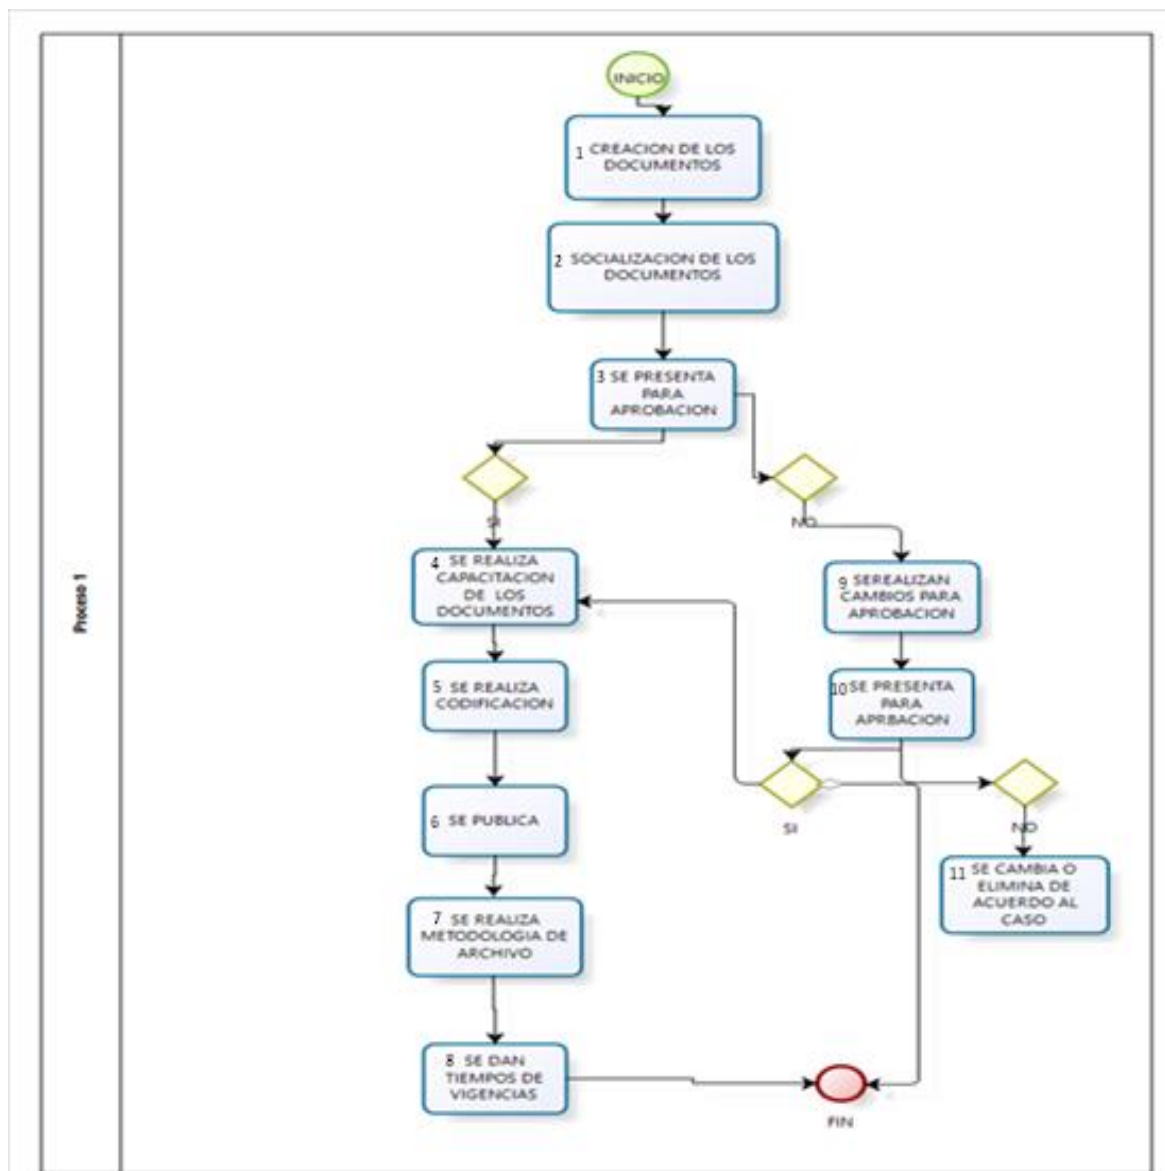 INICIO
1 CREACION DE LOS
DOCUMENTOS
2 SOCIALIZACION DE LOS
DOCUMENTOS
3 SE PRESENTA
PARA
APROBACION
SI
NO
4 SE REALIZA
CAPACITACION
DE LOS
DOCUMENTOS
9 SEREALIZAN
CAMBIOS PARA
APROBACION
Proceso 1
5 SE REALIZA
CODIFICACION
10 SE PRESENTA
PARA
APRBACION
6 SE PUBLICA
SI
NO
11 SE CAMBIA O
ELIMINA DE
ACUERDO AL
CASO
7 SE REALIZA
METODOLOGIA DE
ARCHIVO
8 SE DAN
TIEMPOS DE
VIGENCIAS
FIN